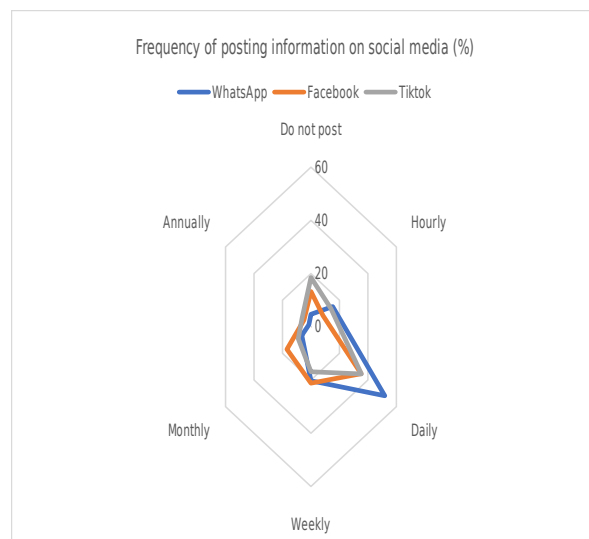 Frequency of posting information on social media (%)
WhatsApp Facebook Tiktok
Do not post
60
Annually
Hourly
40
20
0
Monthly
Daily
Weekly